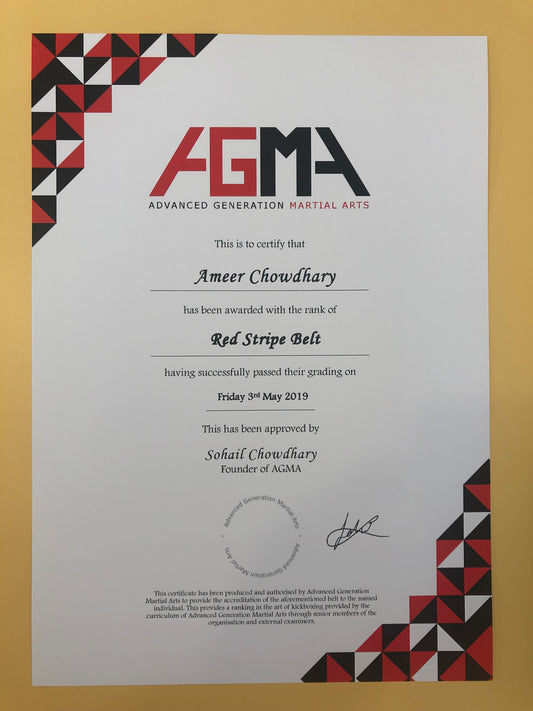 AGMA
ADVANCED GENERATION MARTIAL ARTS
This is to certify that
Ameer Chowdhary
has been awarded with the rank of
Red Stripe Belt
having successfully passed their grading on
Friday 3rd May 2019
This has been approved by
Sohail Chowdhary
Founder of AGMA
Advanced Generation Martial Arts • Advanced Generation Martial Arts •
This certificate has been produced and authorised by Advanced Generation
Martial Arts to provide the accreditation of the aforementioned belt to the named
individual. This provides a ranking in the art of kickboxing provided by the
curriculum of Advanced Generation Martial Arts through senior members of the
organisation and external examiners.